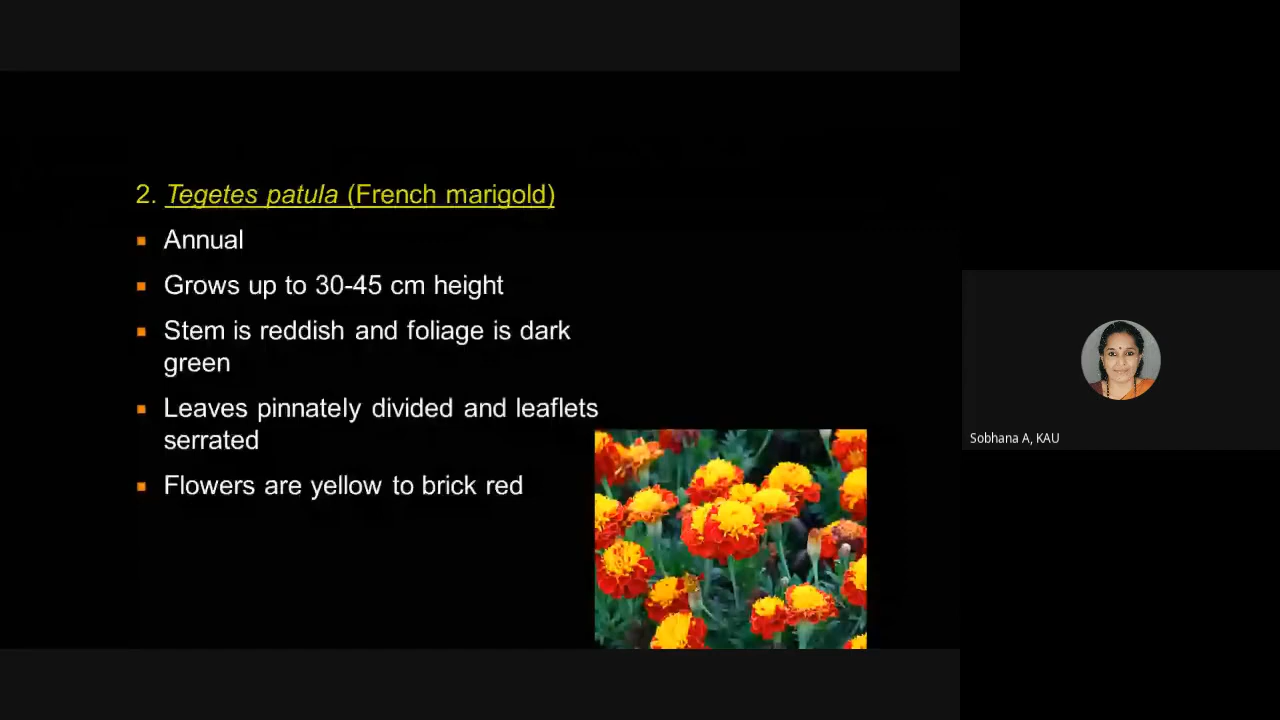 2. Tegetes patula (French marigold)
Annual
Grows up to 30-45 cm height
Stem is reddish and foliage is dark
green
Leaves pinnately divided and leaflets
serrated
Flowers are yellow to brick red
Sobhana A, KAU